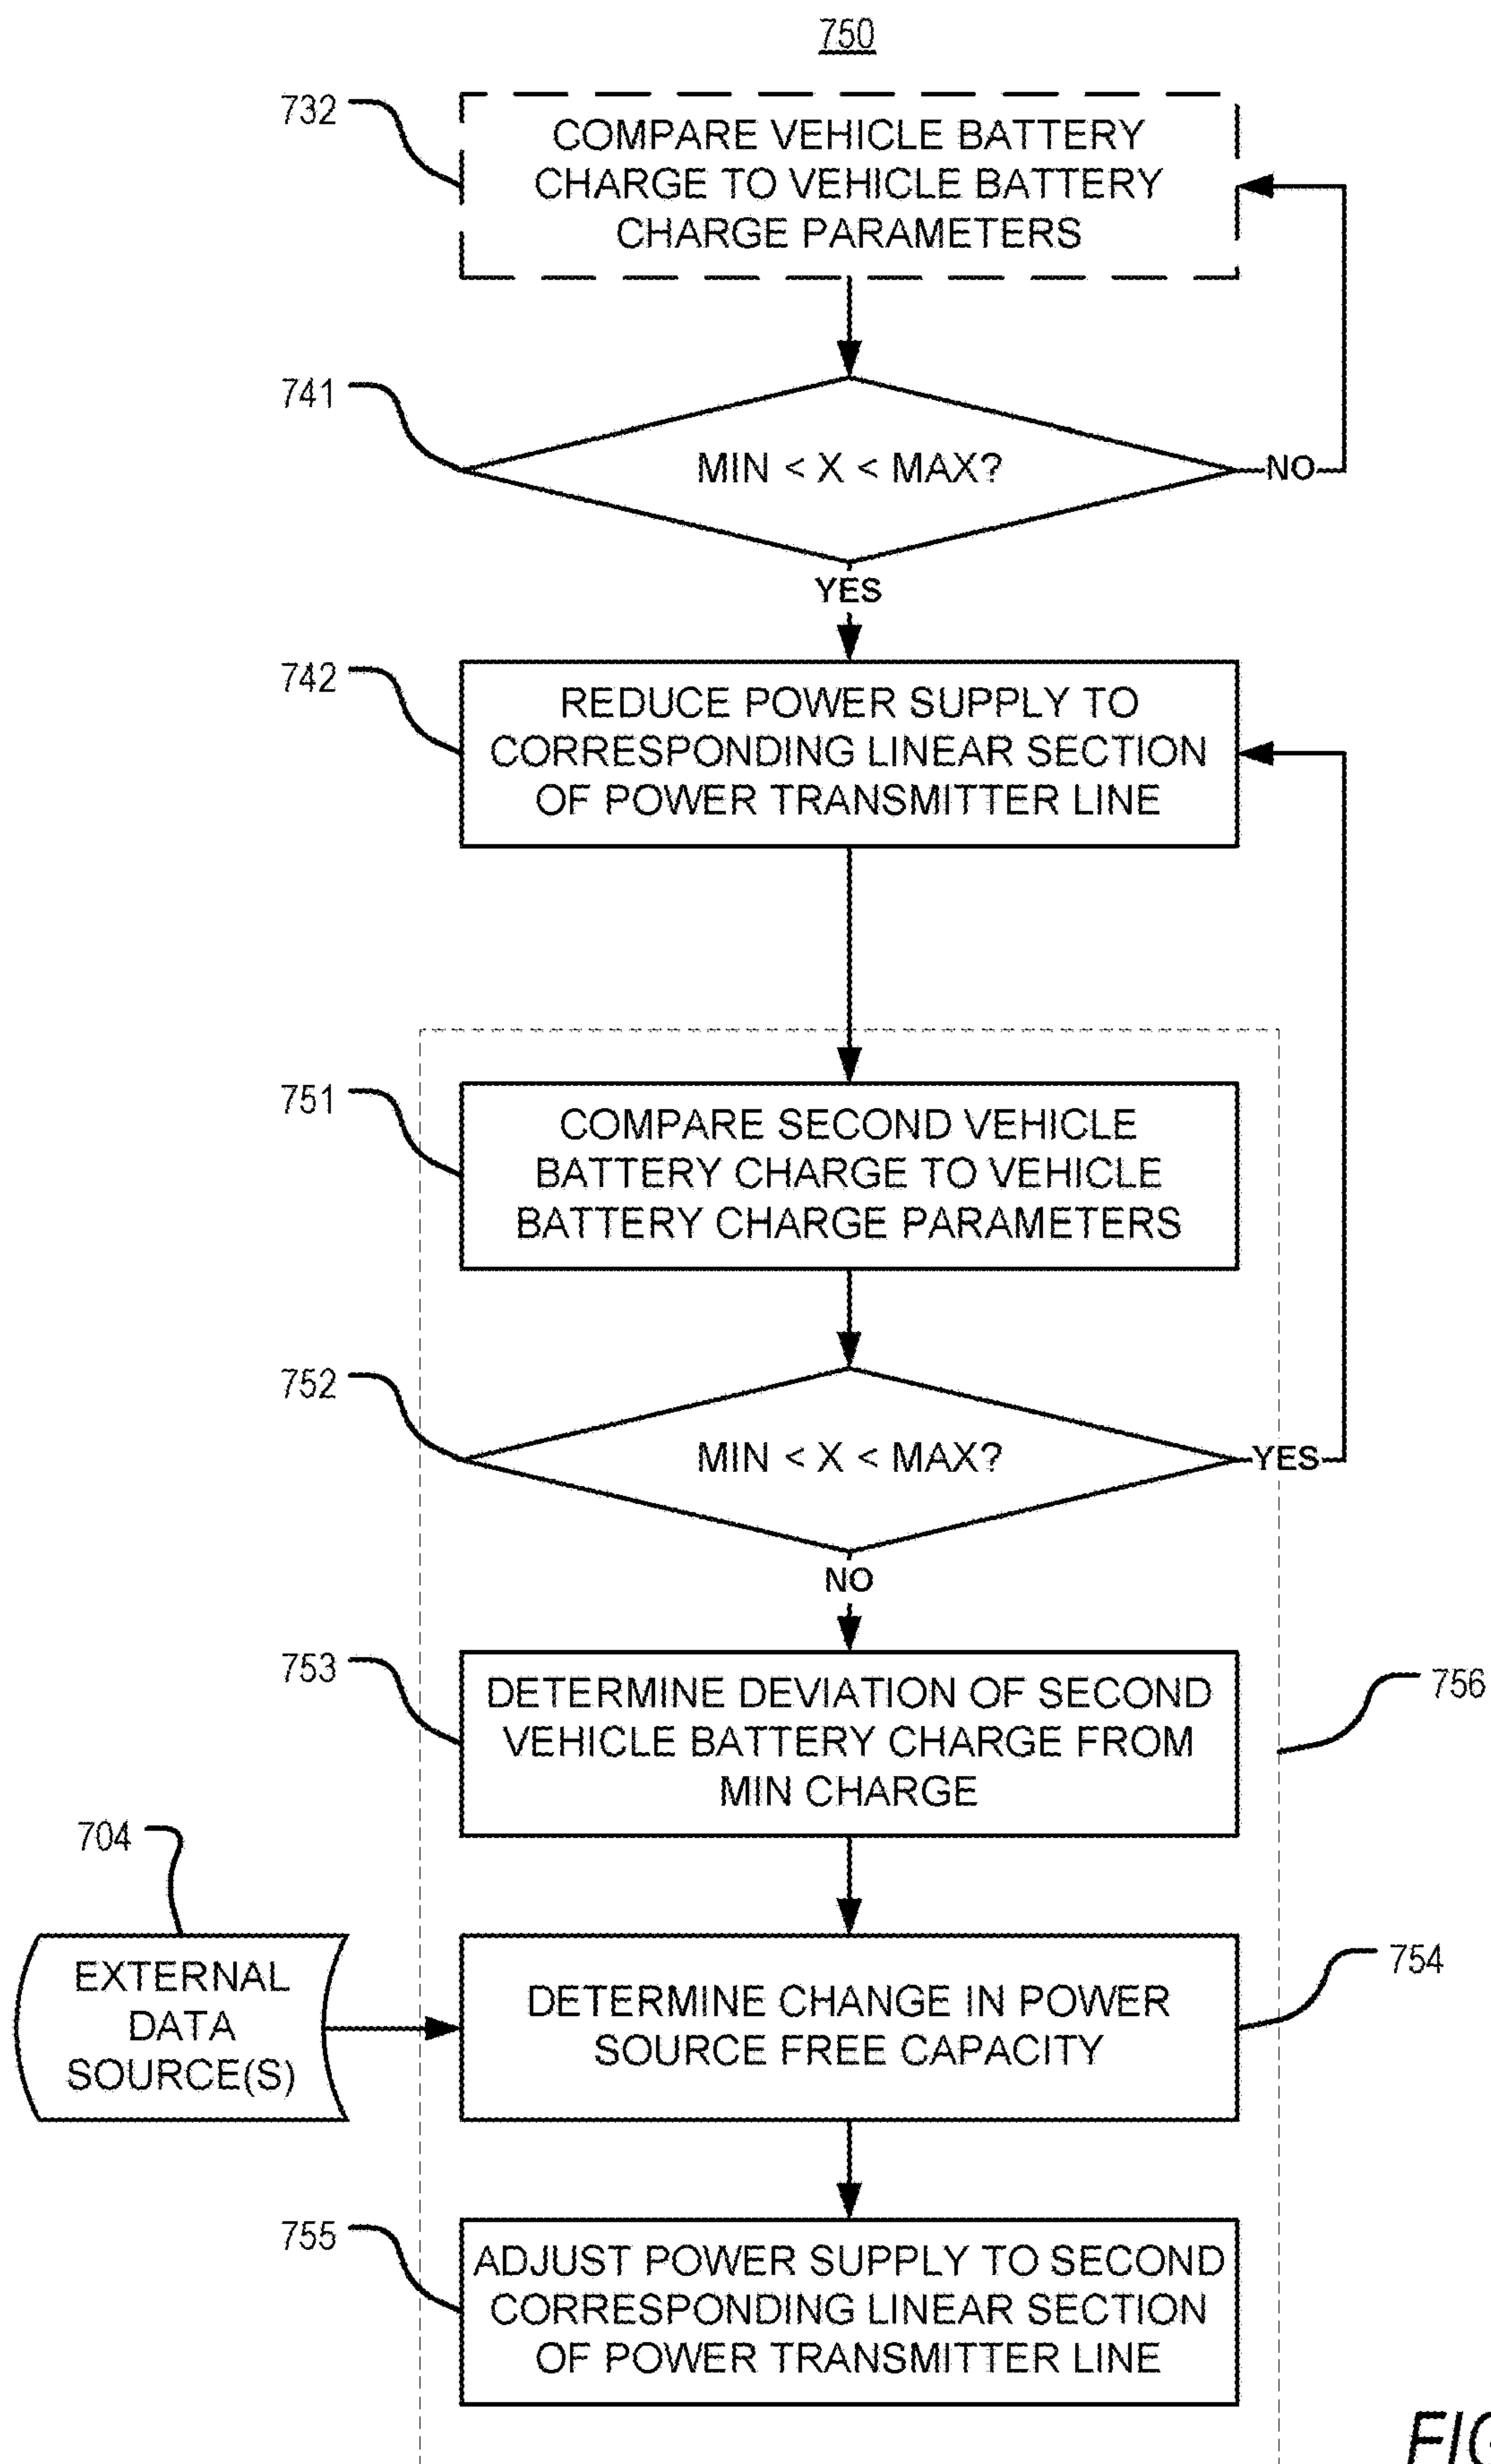 750
732
COMPARE VEHICLE BATTERY
CHARGE TO VEHICLE BATTERY
CHARGE PARAMETERS
741
MIN < X < MAX?
NO
YES
742
REDUCE POWER SUPPLY TO
CORRESPONDING LINEAR SECTION
OF POWER TRANSMITTER LINE
751
COMPARE SECOND VEHICLE
BATTERY CHARGE TO VEHICLE
BATTERY CHARGE PARAMETERS
752
MIN < X < MAX?
YES
NO
753
DETERMINE DEVIATION OF SECOND
VEHICLE BATTERY CHARGE FROM
MIN CHARGE
756
704
EXTERNAL
DATA
SOURCE(S)
DETERMINE CHANGE IN POWER
SOURCE FREE CAPACITY
754
755
ADJUST POWER SUPPLY TO SECOND
CORRESPONDING LINEAR SECTION
OF POWER TRANSMITTER LINE